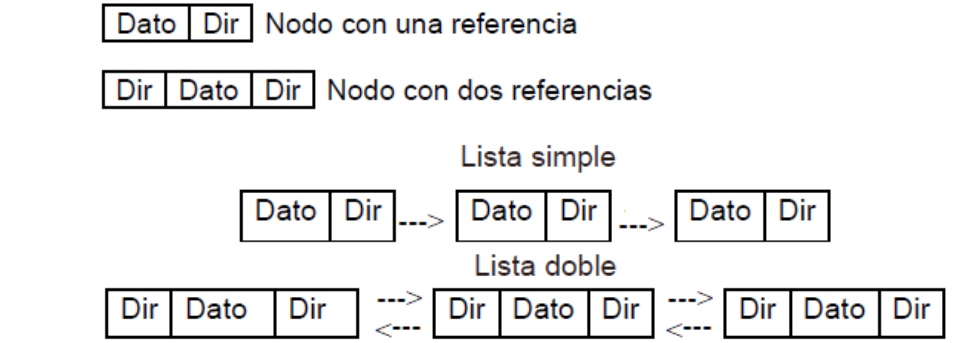 Dato Dir Nodo con una referencia
Dir Dato Dir Nodo con dos referencias
Lista simple
Dato Dir ---> Dato Dir ---> Dato Dir
Lista doble
Dir Dato Dir ---> <--- Dir Dato Dir ---> <--- Dir Dato Dir